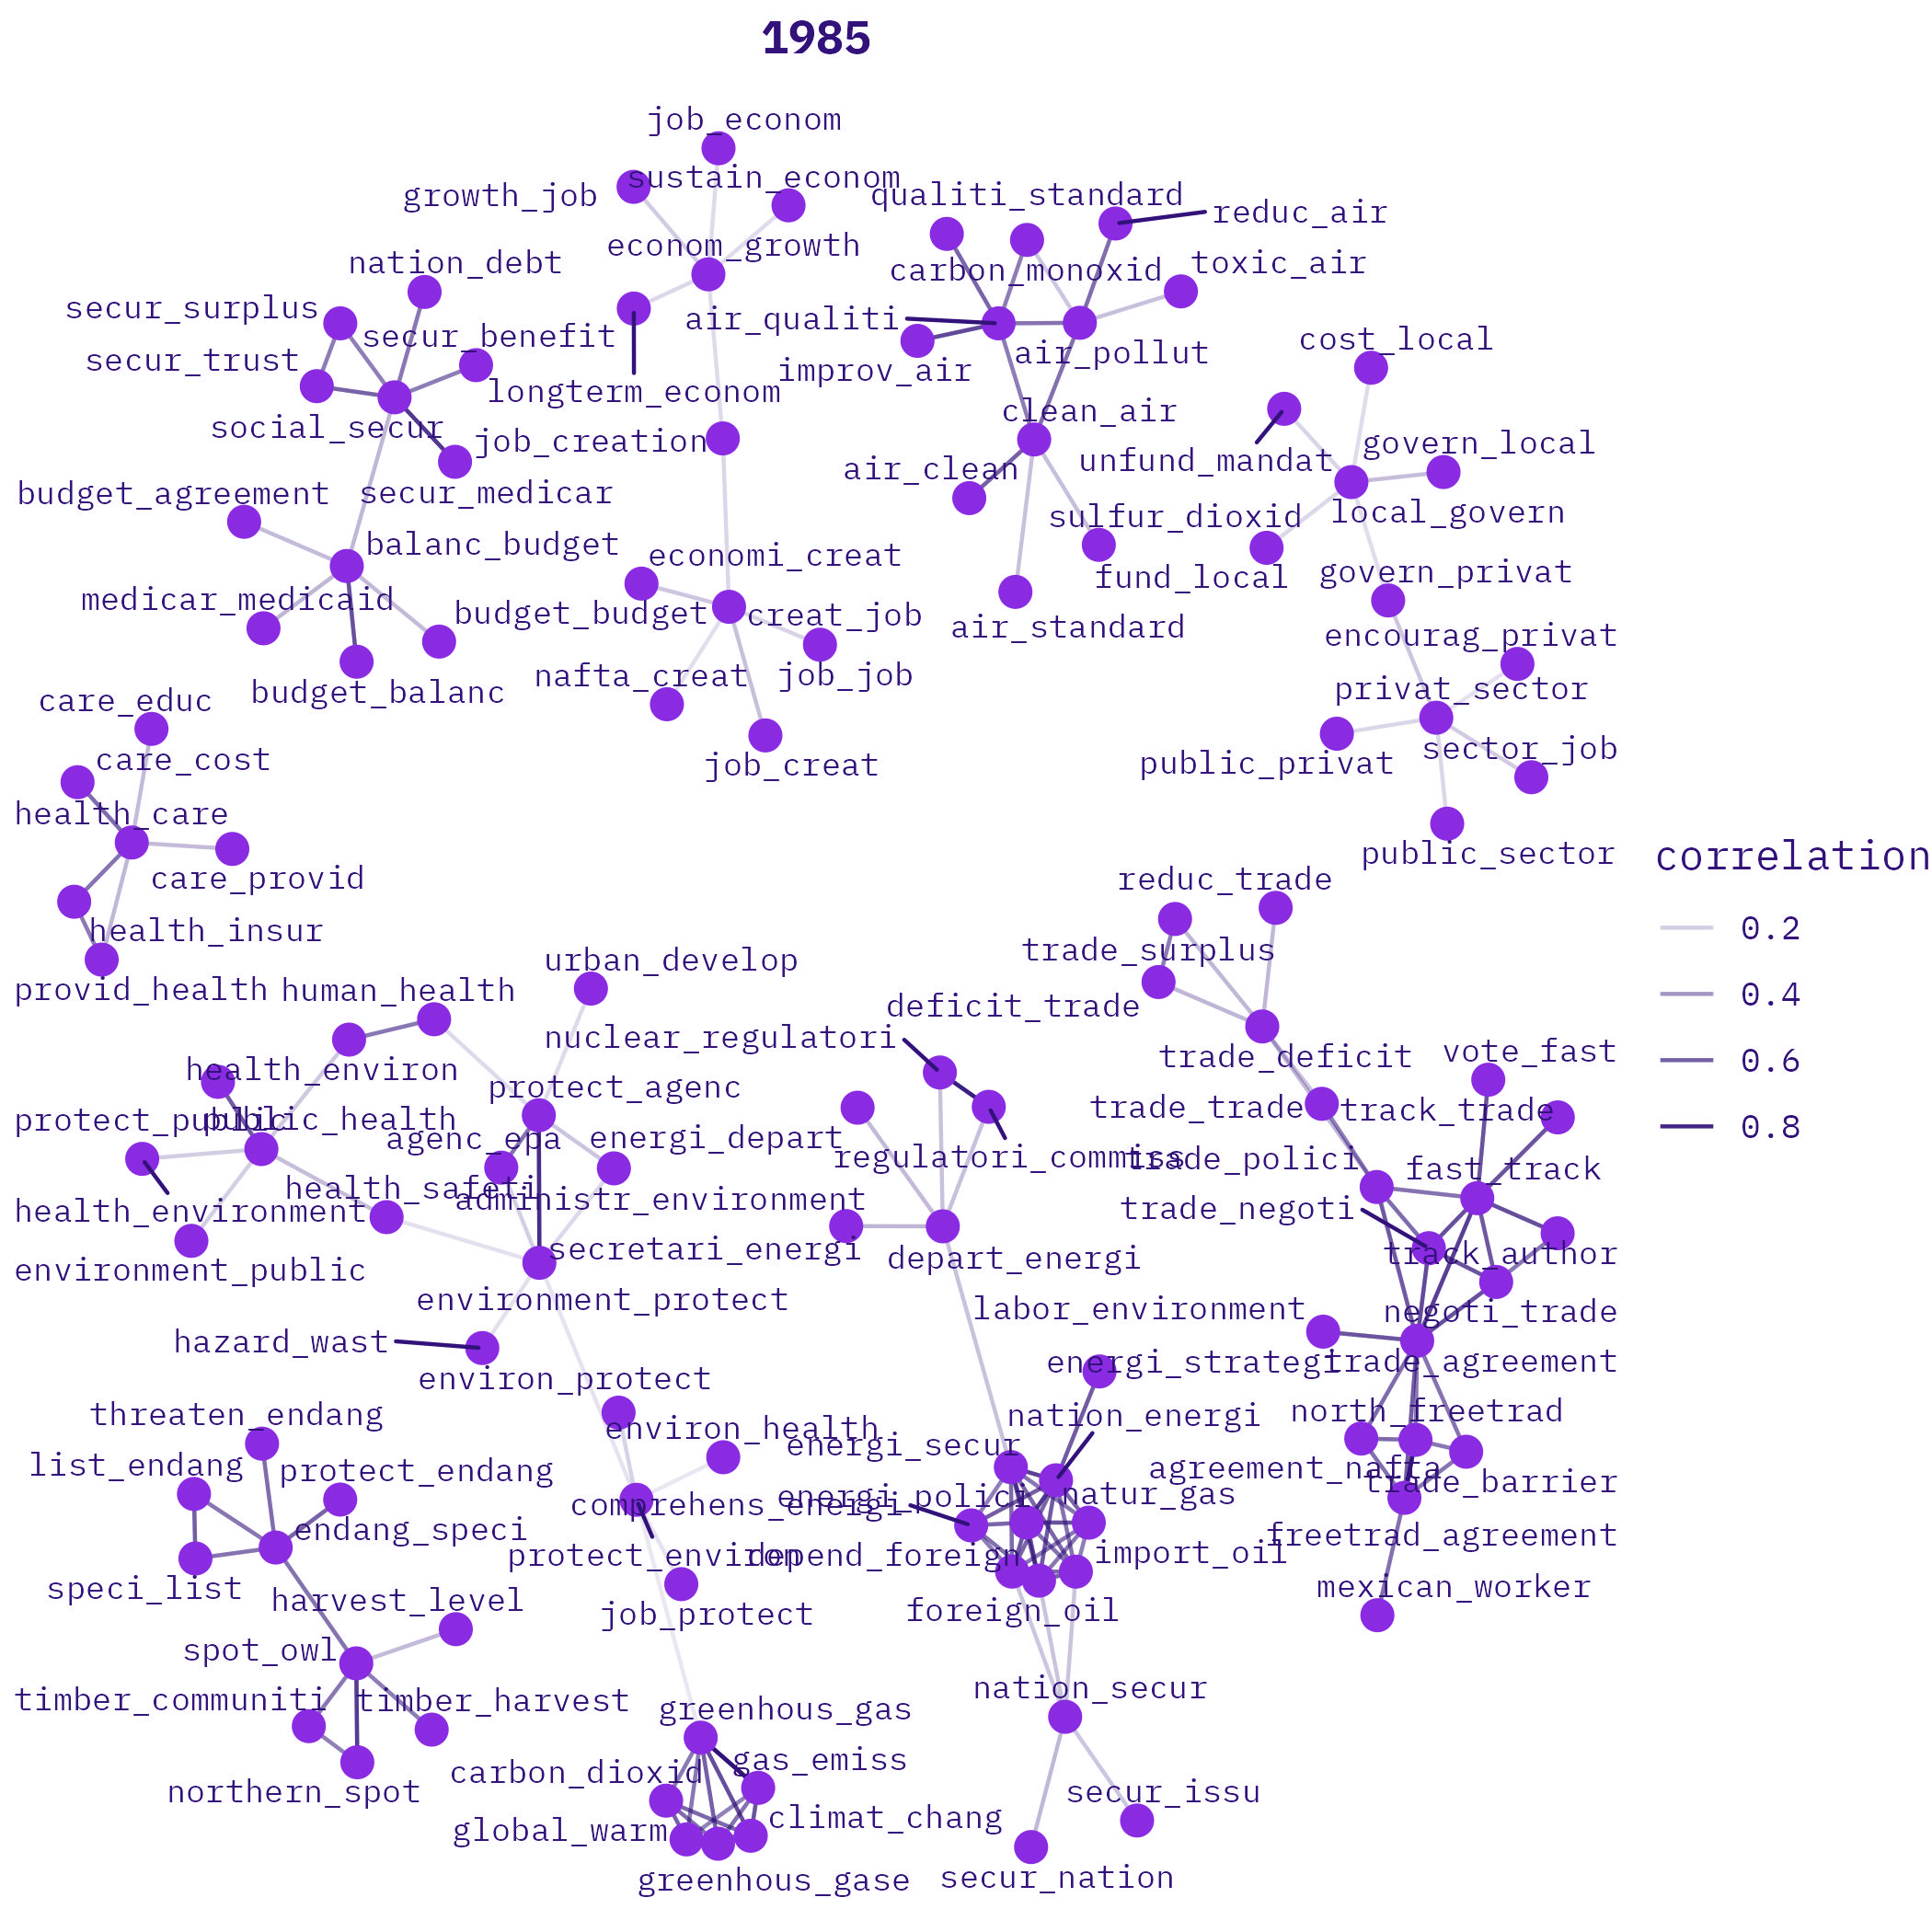 1985
job_econom
sustain_econom
growth_job
qualiti_standard
reduc_air
econom_growth
nation_debt
carbon_monoxid
toxic_air
secur_surplus
air_qualiti
secur_benefit
cost_local
air_pollut
secur_trust
improv_air
longterm_econom
clean_air
social_secur
job_creation
govern_local
unfund_mandat
air_clean
budget_agreement
secur_medicar
local_govern
sulfur_dioxid
balanc_budget
economi_creat
govern_privat
fund_local
medicar_medicaid
budget_budget
creat_job
air_standard
encourag_privat
nafta_creat
job_job
budget_balanc
privat_sector
care_educ
sector_job
care_cost
public_privat
job_creat
health_care
public_sector
correlation
care_provid
reduc_trade
health_insur
0.2
trade_surplus
urban_develop
provid_health
human_health
0.4
deficit_trade
nuclear_regulatori
vote_fast
trade_deficit
0.6
health_environ
protect_agenc
trade_trade
track_trade
protect_public
public_health
0.8
agenc_epa
energi_depart
regulatori_commiss
trade_polici
fast_track
health_safeti
administr_environment
trade_negoti
health_environment
secretari_energi
depart_energi
track_author
environment_public
environment_protect
labor_environment
negoti_trade
hazard_wast
energi_strategi
trade_agreement
environ_protect
threaten_endang
nation_energi
north_freetrad
environ_health
energi_secur
list_endang
protect_endang
agreement_nafta
trade_barrier
comprehens_energi
energi_polici
natur_gas
endang_speci
freetrad_agreement
protect_environ
depend_foreign
import_oil
speci_list
harvest_level
mexican_worker
job_protect
foreign_oil
spot_owl
nation_secur
timber_communiti
timber_harvest
greenhous_gas
gas_emiss
carbon_dioxid
northern_spot
secur_issu
climat_chang
global_warm
greenhous_gase
secur_nation